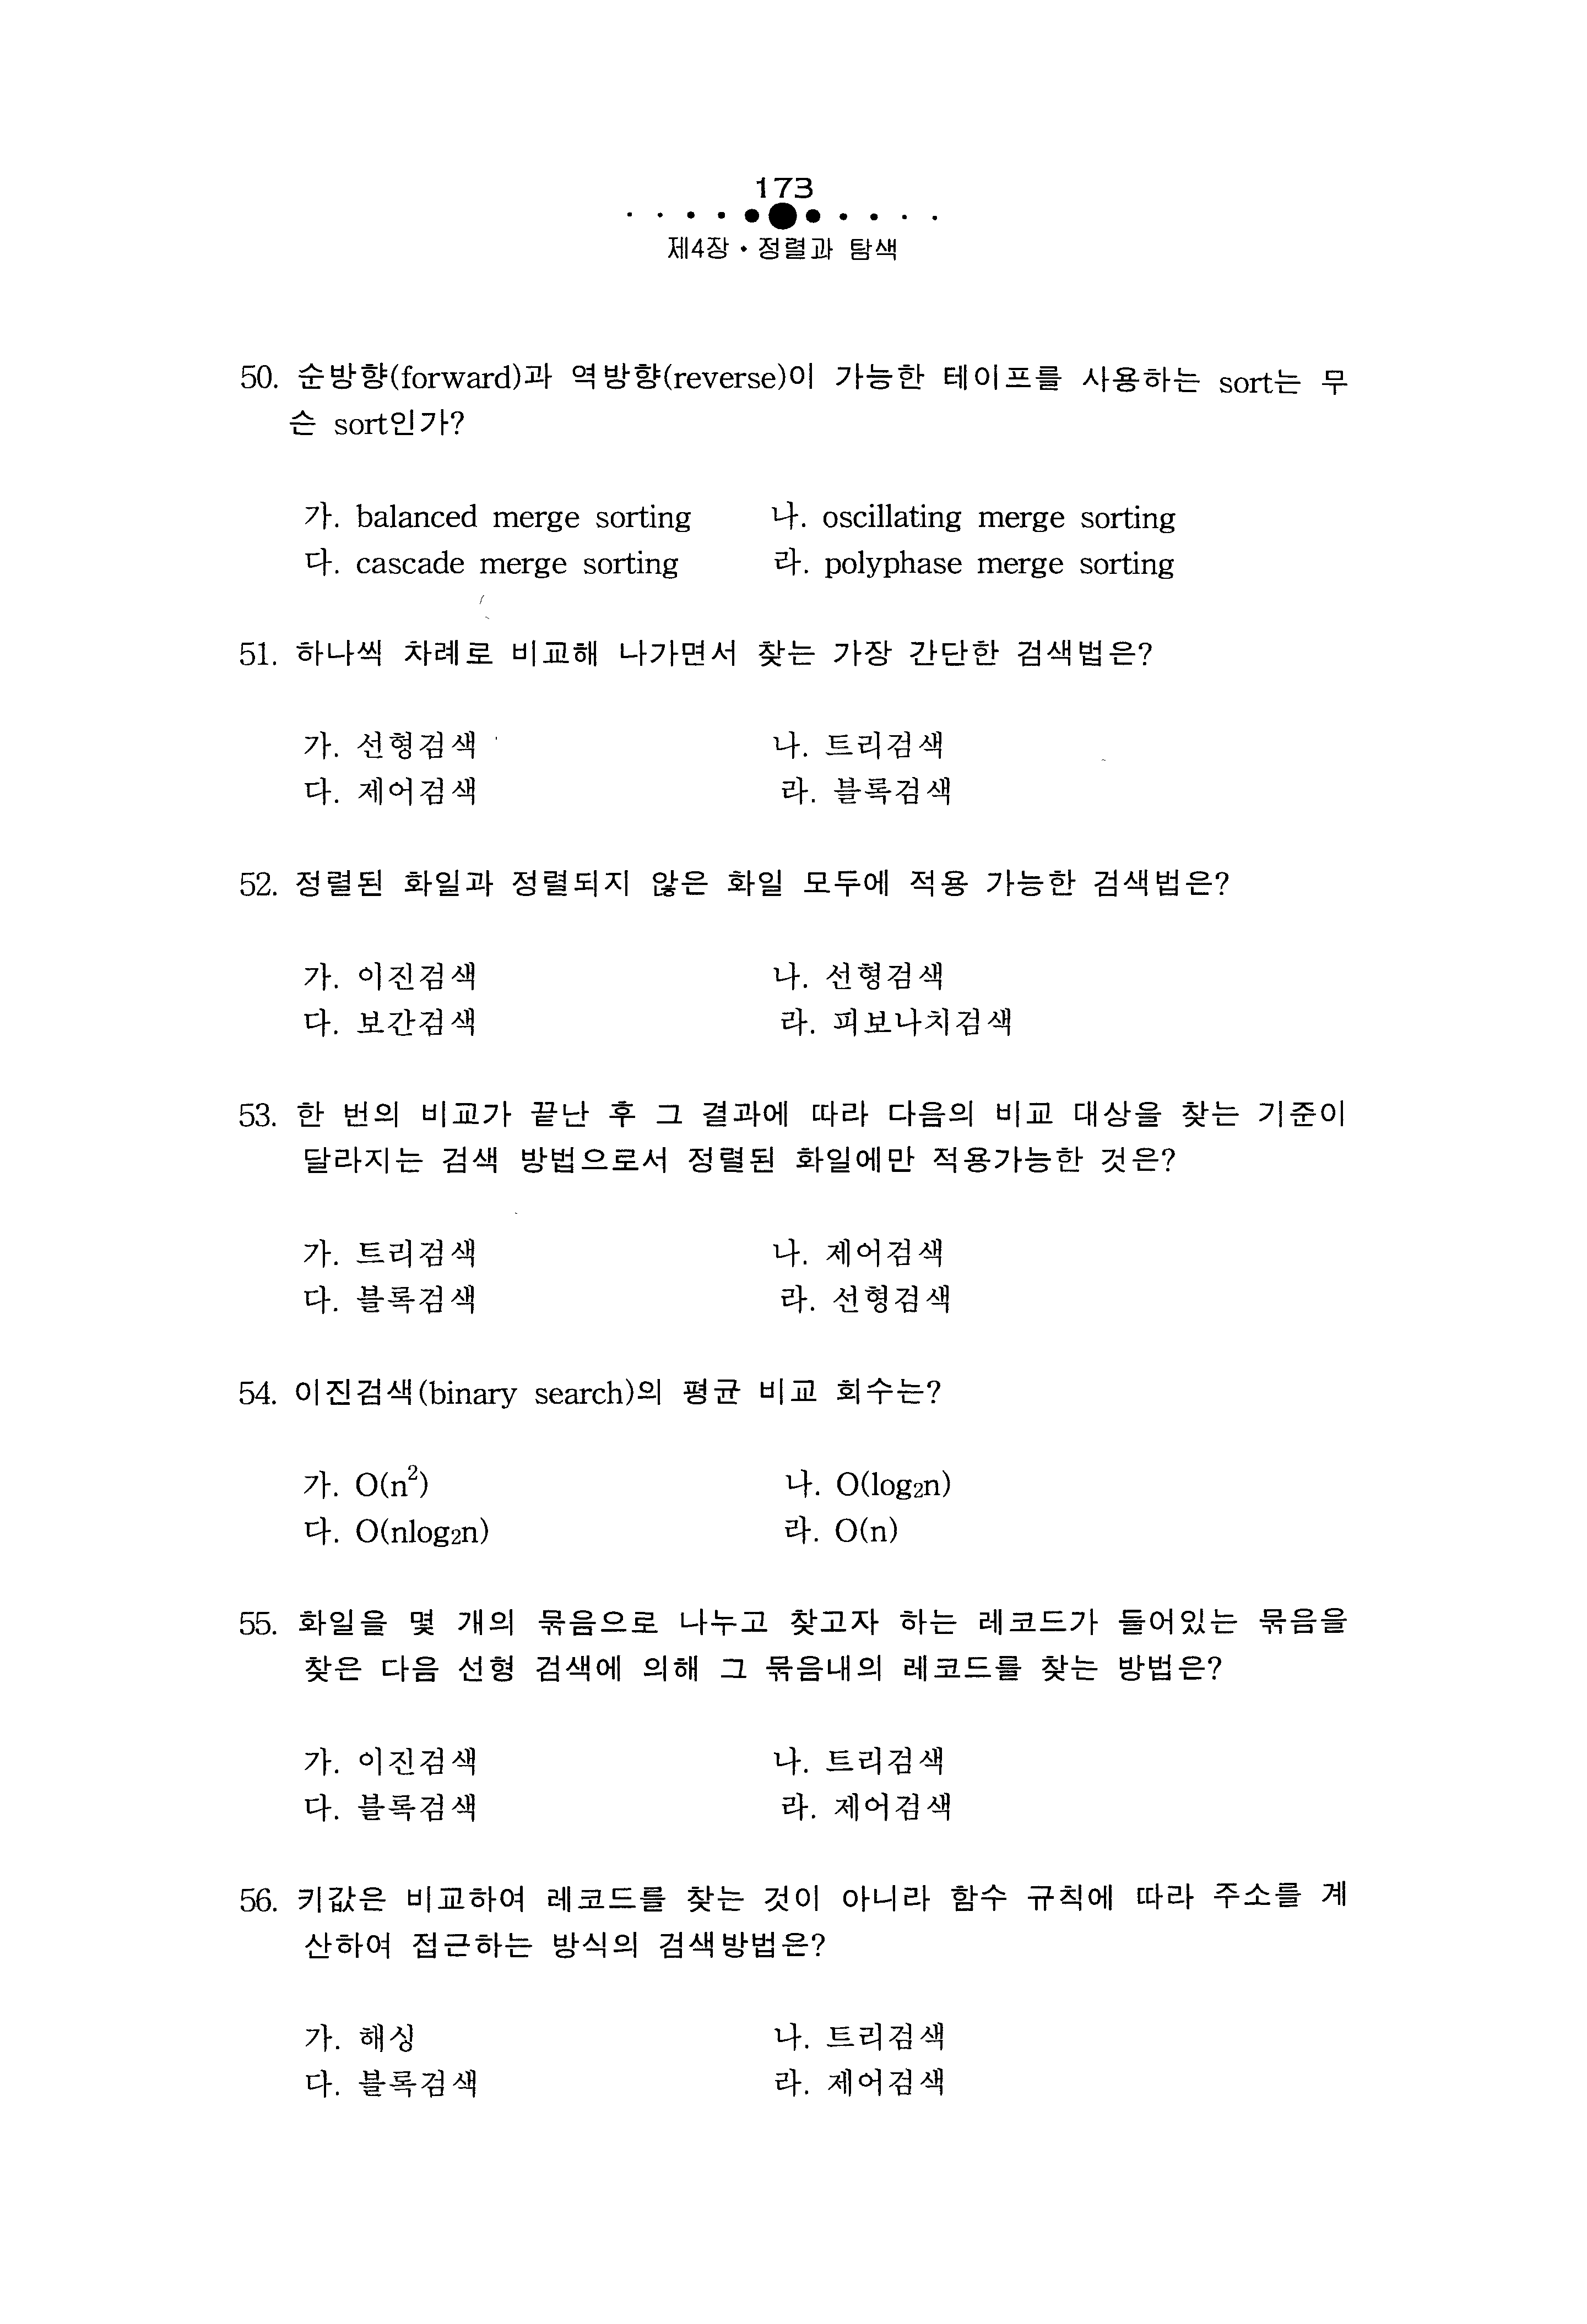 173
제4장 • 정렬과 탐색
50. 순방향(forward)과 역방향(reverse)이 가능한 테이프를 사용하는 sort는 무
슨 sort인가?
가. balanced merge sorting 나. oscillating merge sorting
다. cascade merge sorting 라. polyphase merge sorting
51. 하나씩 차례로 비교해 나가면서 찾는 가장 간단한 검색법은?
가. 선형검색 나. 트리검색
다. 제어검색 라. 블록검색
52. 정렬된 화일과 정렬되지 않은 화일 모두에 적용 가능한 검색법은?
가. 이진검색 나. 선형검색
다. 보간검색 라. 피보나치검색
53. 한 번의 비교가 끝난 후 그 결과에 따라 다음의 비교 대상을 찾는 기준이
달라지는 검색 방법으로서 정렬된 화일에만 적용가능한 것은?
가. 트리검색 나. 제어검색
다. 블록검색 라. 선형검색
54. 이진검색(binary search)의 평균 비교 회수는?
가. O(n²) 나. O(log₂n)
다. O(nlog₂n) 라. O(n)
55. 화일을 몇 개의 묶음으로 나누고 찾고자 하는 레코드가 들어있는 묶음을
찾은 다음 선형 검색에 의해 그 묶음내의 레코드를 찾는 방법은?
가. 이진검색 나. 트리검색
다. 블록검색 라. 제어검색
56. 키값은 비교하여 레코드를 찾는 것이 아니라 함수 규칙에 따라 주소를 계
산하여 접근하는 방식의 검색방법은?
가. 해싱 나. 트리검색
다. 블록검색 라. 제어검색